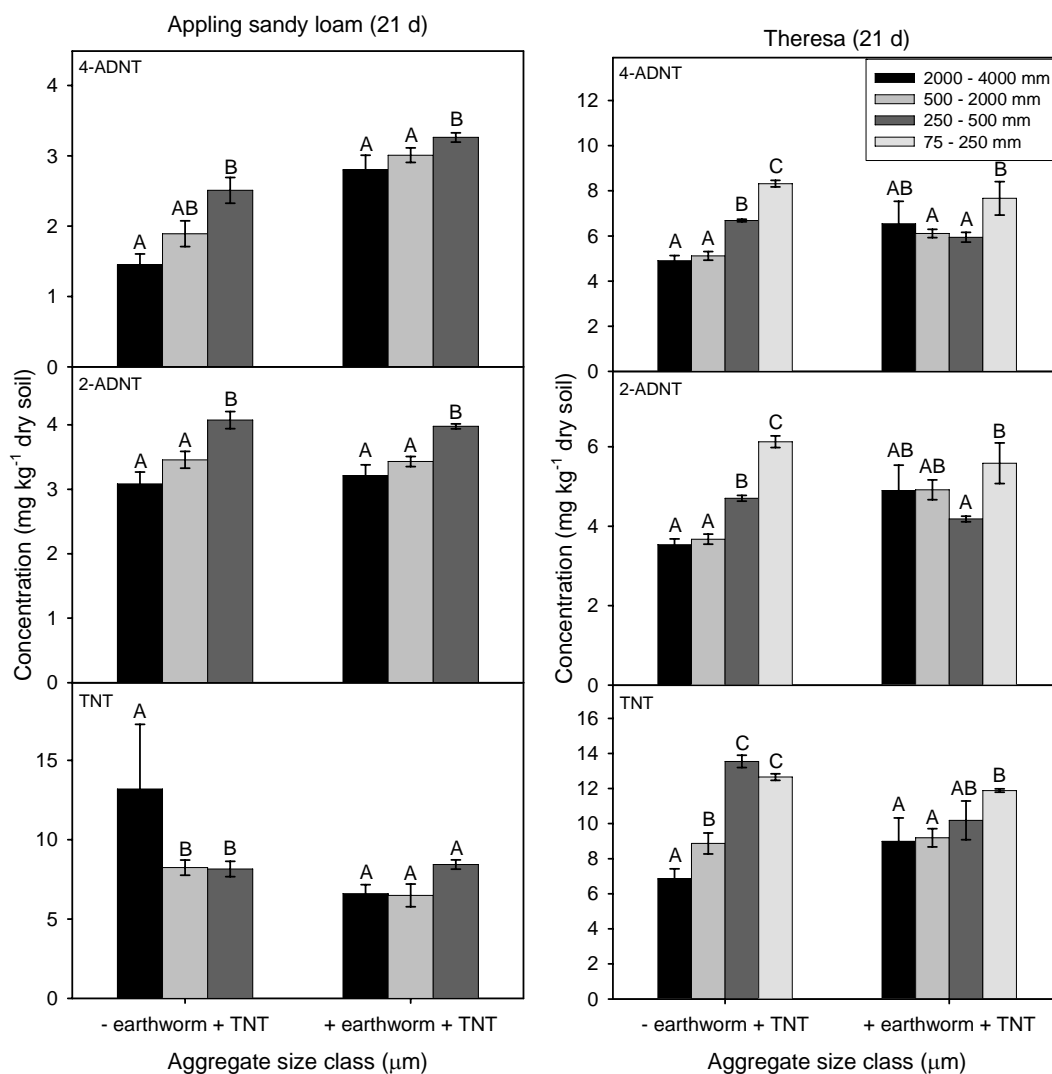 Appling sandy loam (21 d)
4-ADNT
4
3
2
1
0
A
AB
B
A
A
B
2-ADNT
4
3
2
1
0
A
A
B
A
A
B
TNT
15
10
5
0
A
B
B
A
A
A
Concentration (mg kg⁻¹ dry soil)
- earthworm + TNT
+ earthworm + TNT
Aggregate size class (μm)
Theresa (21 d)
4-ADNT
2000 - 4000 mm
500 - 2000 mm
250 - 500 mm
75 - 250 mm
12
10
8
6
4
2
0
A
A
B
C
AB
A
A
B
2-ADNT
6
4
2
0
A
A
B
C
AB
AB
A
B
TNT
16
14
12
10
8
6
4
2
0
A
B
C
C
A
A
AB
B
Concentration (mg kg⁻¹ dry soil)
- earthworm + TNT
+ earthworm + TNT
Aggregate size class (μm)